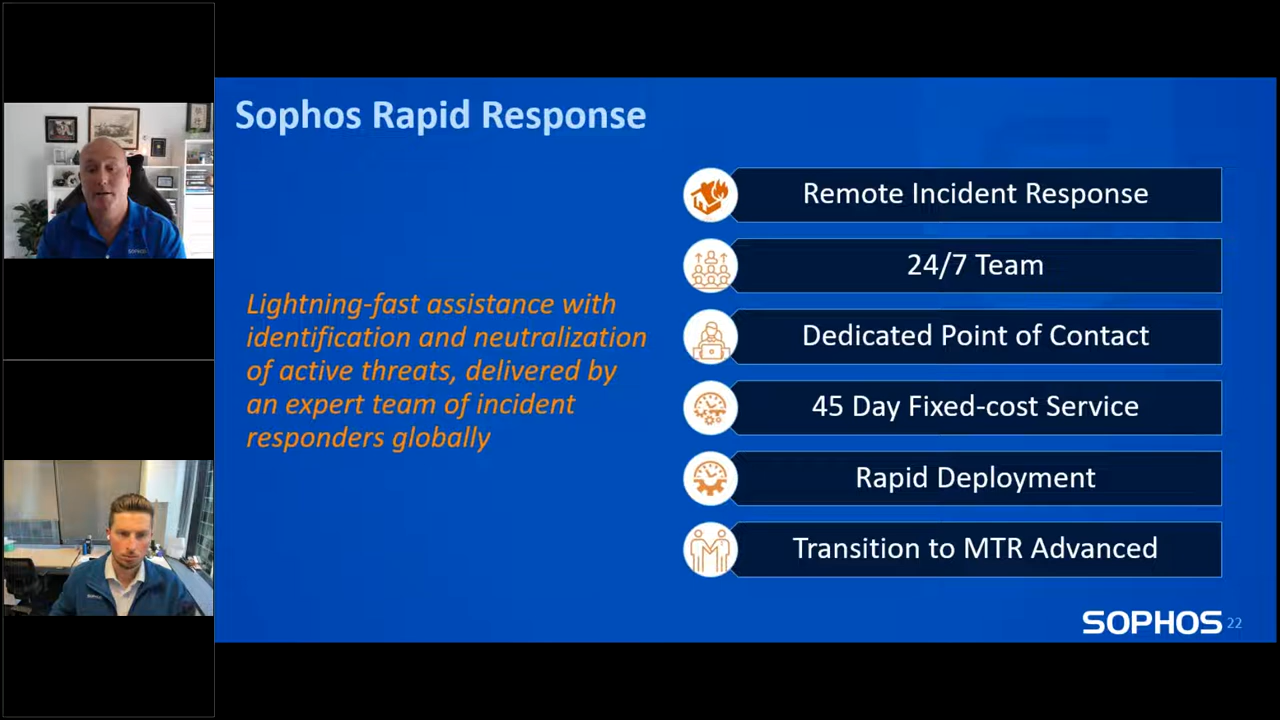 Sophos Rapid Response
Lightning-fast assistance with
identification and neutralization
of active threats, delivered by
an expert team of incident
responders globally
Remote Incident Response
24/7 Team
Dedicated Point of Contact
45 Day Fixed-cost Service
Rapid Deployment
Transition to MTR Advanced
SOPHOS 22